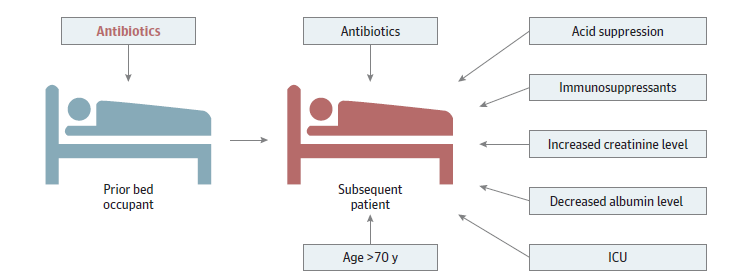 Antibiotics
Antibiotics
Acid suppression
Immunosuppressants
Increased creatinine level
Decreased albumin level
ICU
Prior bed
occupant
Subsequent
patient
Age >70 y